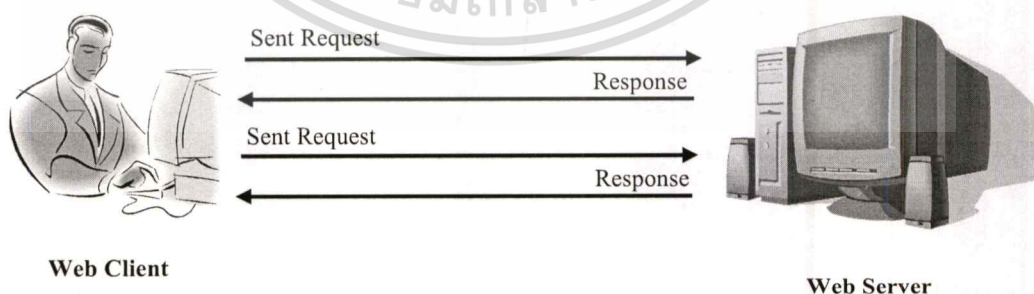 Sent Request
Response
Sent Request
Response
Web Client
Web Server